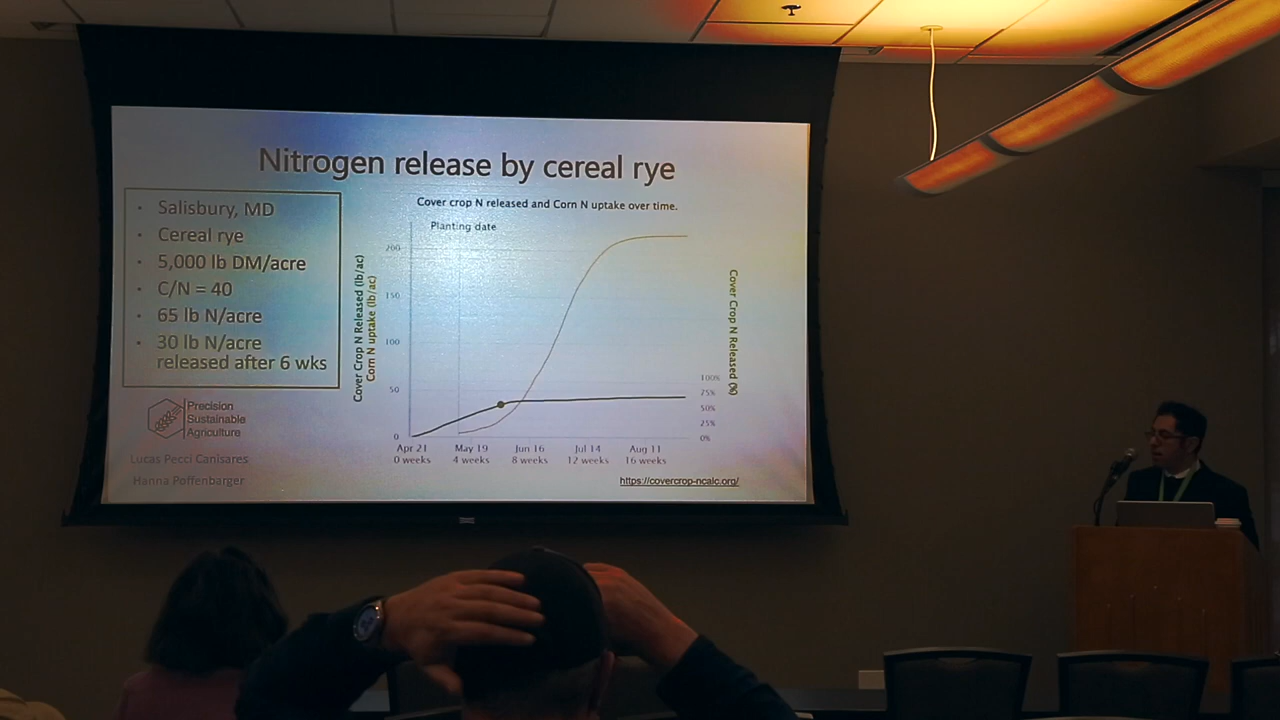 Nitrogen release by cereal rye
• Salisbury, MD
• Cereal rye
• 5,000 lb DM/acre
• C/N = 40
• 65 lb N/acre
• 30 lb N/acre
released after 6 wks
Precision
Sustainable
Agriculture
Lucas Pecci Canisares
Hanna Poffenbarger
Cover crop N released and Corn N uptake over time.
Planting date
Cover Crop N Released (lb/ac)
Corn N uptake (lb/ac)
200
150
100
50
0
Apr 21 May 19 Jun 16 Jul 14 Aug 11
0 weeks 4 weeks 8 weeks 12 weeks 16 weeks
100%
75%
50%
25%
0%
Cover Crop N Released (%)
https://covercrop-ncalc.org/